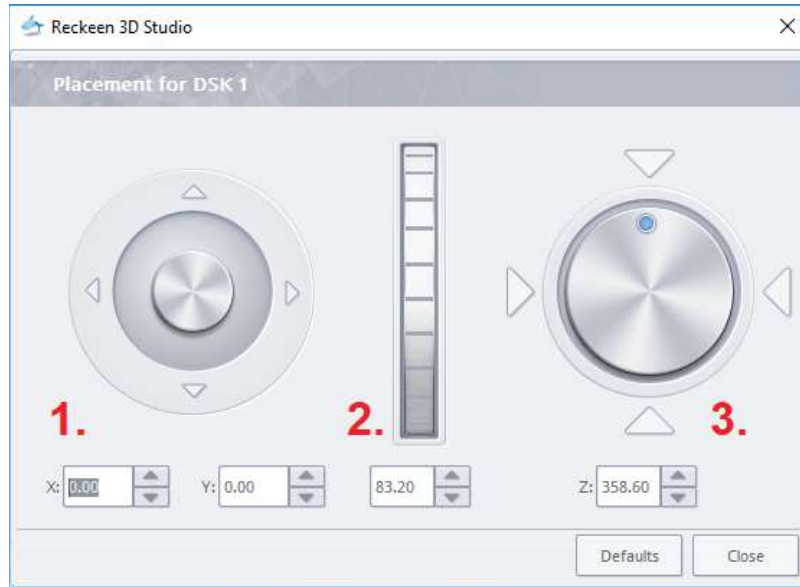 Reckeen 3D Studio
Placement for DSK 1
1. 2. 3.
X: 0.00 Y: 0.00 83.20 Z: 358.60
Defaults Close